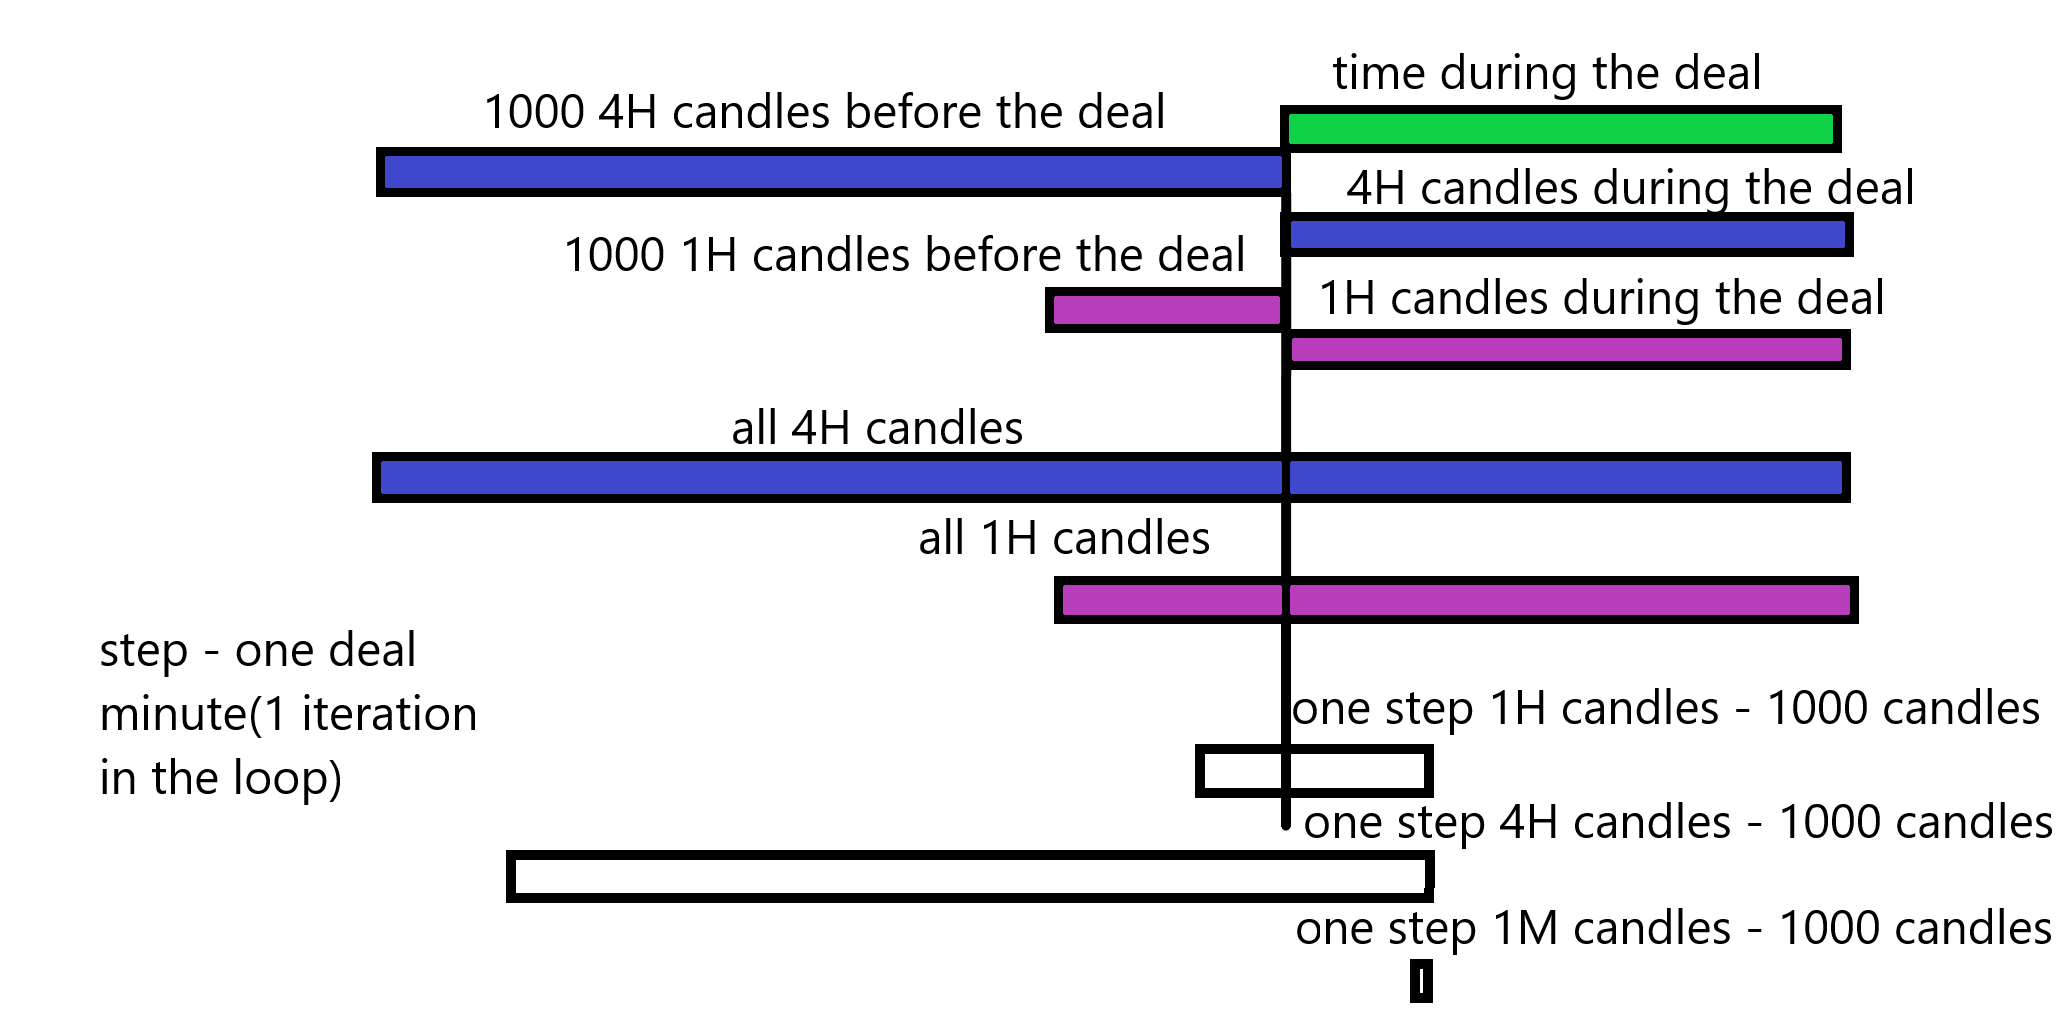 time during the deal
1000 4H candles before the deal
4H candles during the deal
1000 1H candles before the deal
1H candles during the deal
all 4H candles
all 1H candles
step - one deal
minute(1 iteration
in the loop)
one step 1H candles - 1000 candles
one step 4H candles - 1000 candles
one step 1M candles - 1000 candles